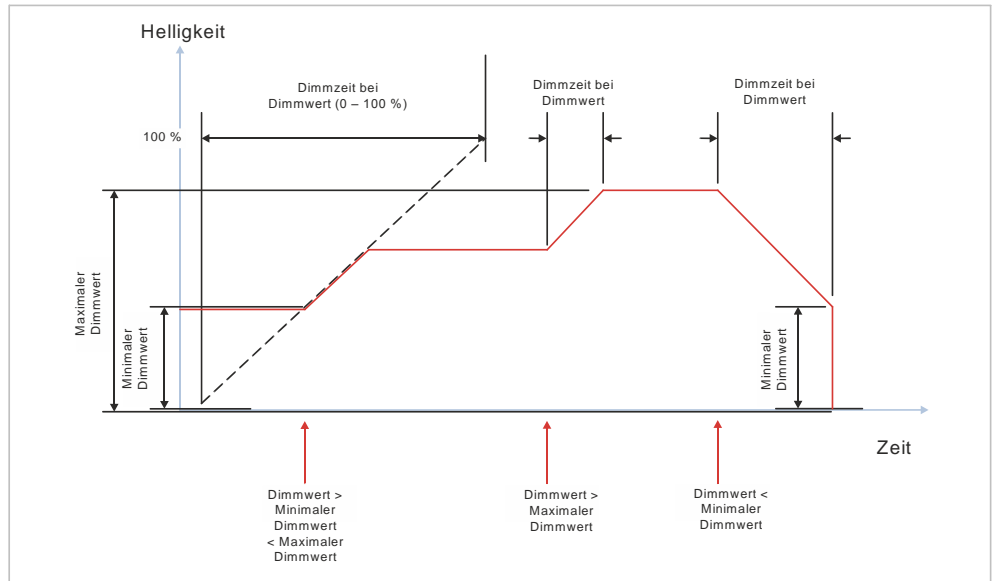 Helligkeit
Dimmzeit bei
Dimmwert (0 – 100 %)
Dimmzeit bei
Dimmwert
Dimmzeit bei
Dimmwert
100 %
Maximaler
Dimmwert
Minimaler
Dimmwert
Minimaler
Dimmwert
Zeit
Dimmwert >
Minimaler
Dimmwert
< Maximaler
Dimmwert
Dimmwert >
Maximaler
Dimmwert
Dimmwert <
Minimaler
Dimmwert